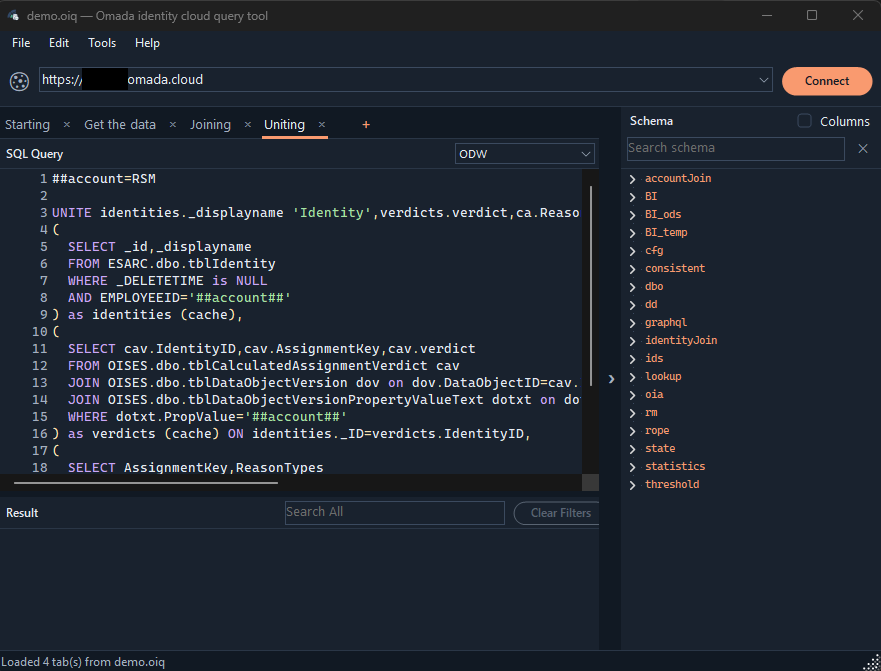 demo.oiq — Omada identity cloud query tool
File Edit Tools Help
https:// omada.cloud
Connect
Starting × Get the data × Joining × Uniting × +
SQL Query
ODW
1 ##account=RSM
2
3 UNITE identities._displayname 'Identity',verdicts.verdict,ca.Reaso
4 (
5 SELECT _id,_displayname
6 FROM ESARC.dbo.tblIdentity
7 WHERE _DELETETIME is NULL
8 AND EMPLOYEEID='##account##'
9 ) as identities (cache),
10 (
11 SELECT cav.IdentityID,cav.AssignmentKey,cav.verdict
12 FROM OISES.dbo.tblCalculatedAssignmentVerdict cav
13 JOIN OISES.dbo.tblDataObjectVersion dov on dov.DataObjectID=cav.
14 JOIN OISES.dbo.tblDataObjectVersionPropertyValueText dotxt on do
15 WHERE dotxt.PropValue='##account##'
16 ) as verdicts (cache) ON identities._ID=verdicts.IdentityID,
17 (
18 SELECT AssignmentKey,ReasonTypes
Result
Search All
Clear Filters
Schema
Columns
Search schema
accountJoin
BI
BI_ods
BI_temp
cfg
consistent
dbo
dd
graphql
identityJoin
ids
lookup
oia
rm
rope
state
statistics
threshold
Loaded 4 tab(s) from demo.oiq